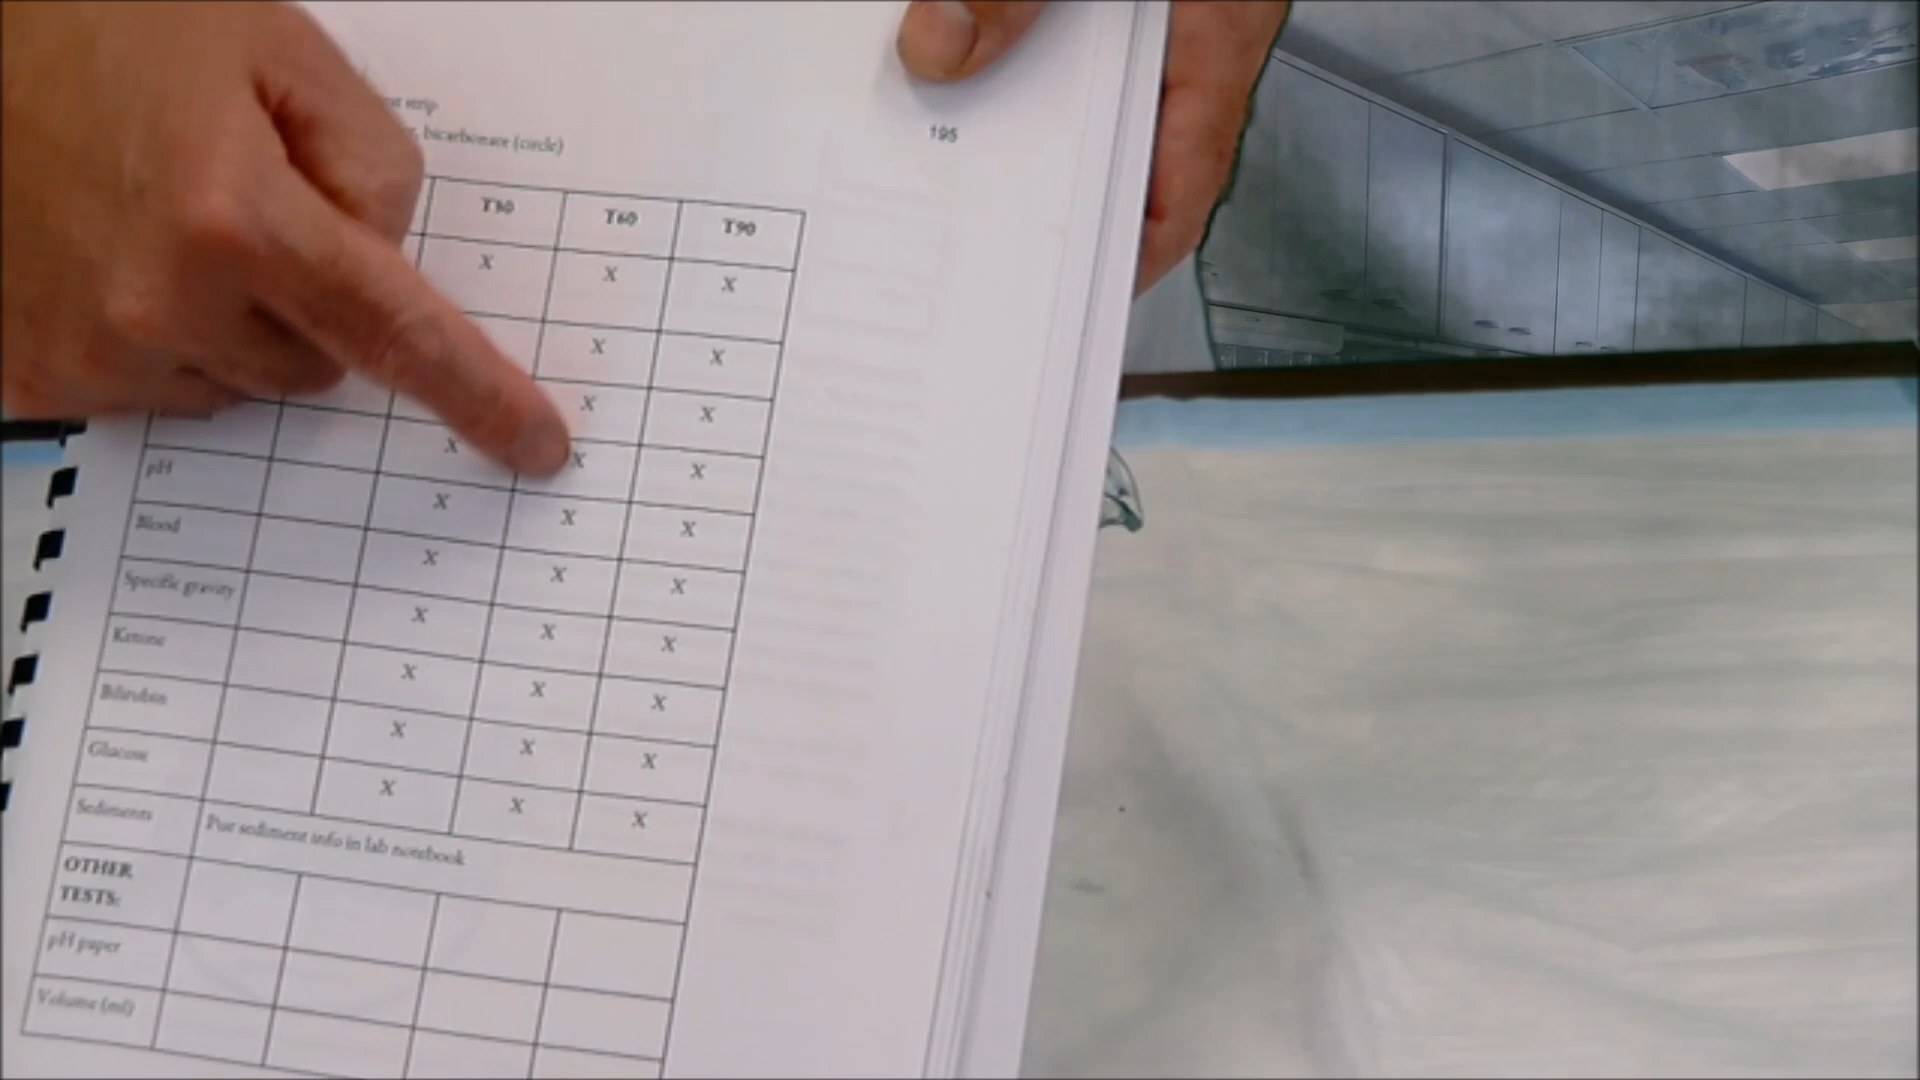 strip
bicarbonate (circle)
195
T30 T60 T90
X X X
X X
X X
X X X
pH X X X
Blood X X X
Specific gravity X X X
Ketone X X X
Bilirubin X X X
Glucose X X X
Sediments Put sediment info in lab notebook
OTHER
TESTS:
pH paper
Volume (ml)